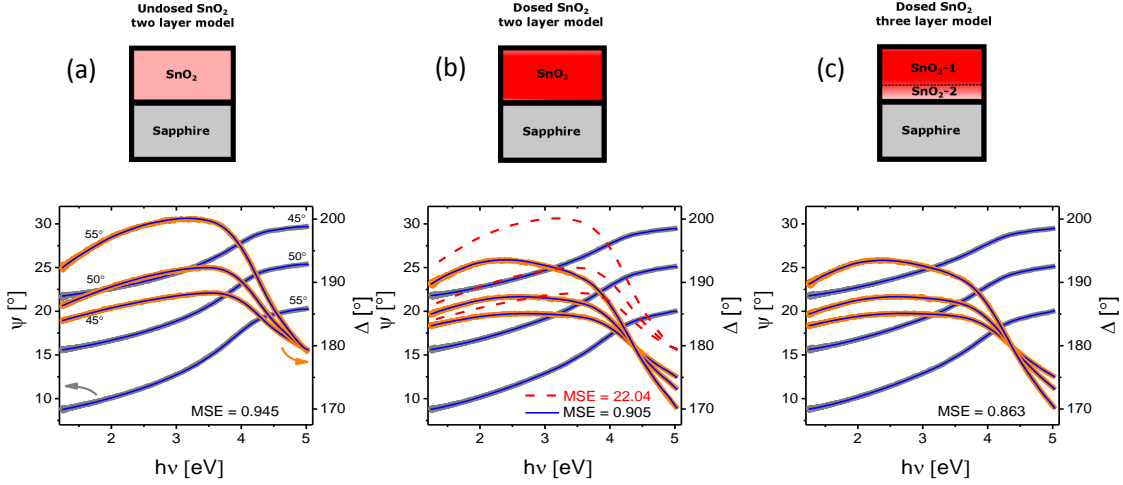 Undosed SnO₂
two layer model
Dosed SnO₂
two layer model
Dosed SnO₂
three layer model
(a)
SnO₂
Sapphire
(b)
SnO₂
Sapphire
(c)
SnO₂-1
SnO₂-2
Sapphire
30
25
20
15
10
ψ [°]
55°
50°
45°
45°
50°
55°
MSE = 0.945
200
190
180
170
Δ [°]
2 3 4 5
hν [eV]
30
25
20
15
10
ψ [°]
MSE = 22.04
MSE = 0.905
200
190
180
170
Δ [°]
2 3 4 5
hν [eV]
30
25
20
15
10
ψ [°]
MSE = 0.863
200
190
180
170
Δ [°]
2 3 4 5
hν [eV]